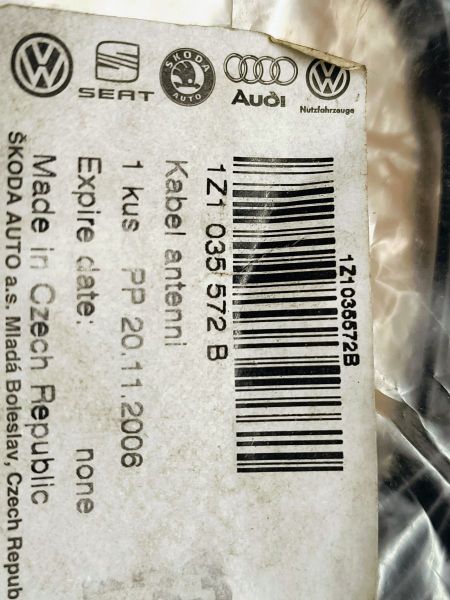 SEAT
ŠKODA
AUTO
Audi
Nutzfahrzeuge
1Z1035572B
1Z1 035 572 B
Kabel antenni
1 kus PP 20.11.2006
Expire date: none
Made in Czech Republic
ŠKODA AUTO a.s. Mladá Boleslav, Czech Repub